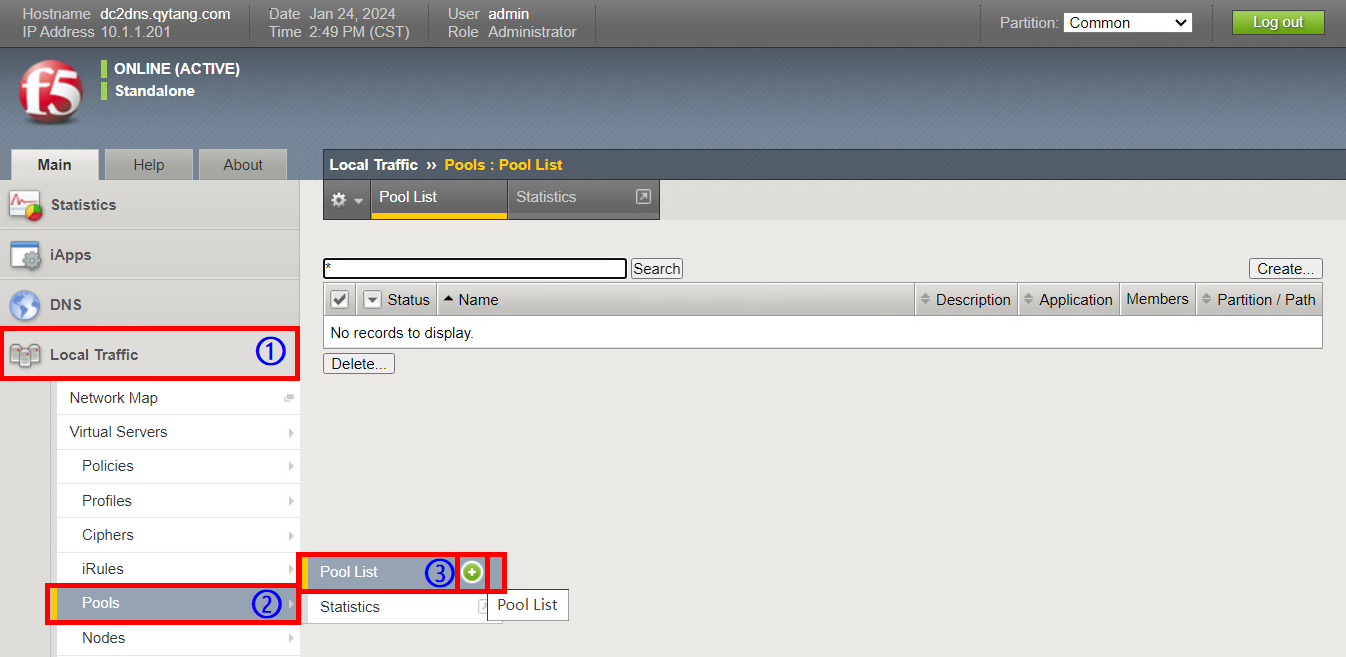 Hostname dc2dns.qytang.com Date Jan 24, 2024 User admin
IP Address 10.1.1.201 Time 2:49 PM (CST) Role Administrator
Partition: Common Log out
f5
ONLINE (ACTIVE)
Standalone
Main Help About
Local Traffic ›› Pools : Pool List
Pool List Statistics
Statistics
iApps
DNS
Local Traffic ①
Network Map
Virtual Servers
Policies
Profiles
Ciphers
iRules
Pools ②
Nodes
* Search Create...
Status Name Description Application Members Partition / Path
No records to display.
Delete...
Pool List ③
Statistics
Pool List